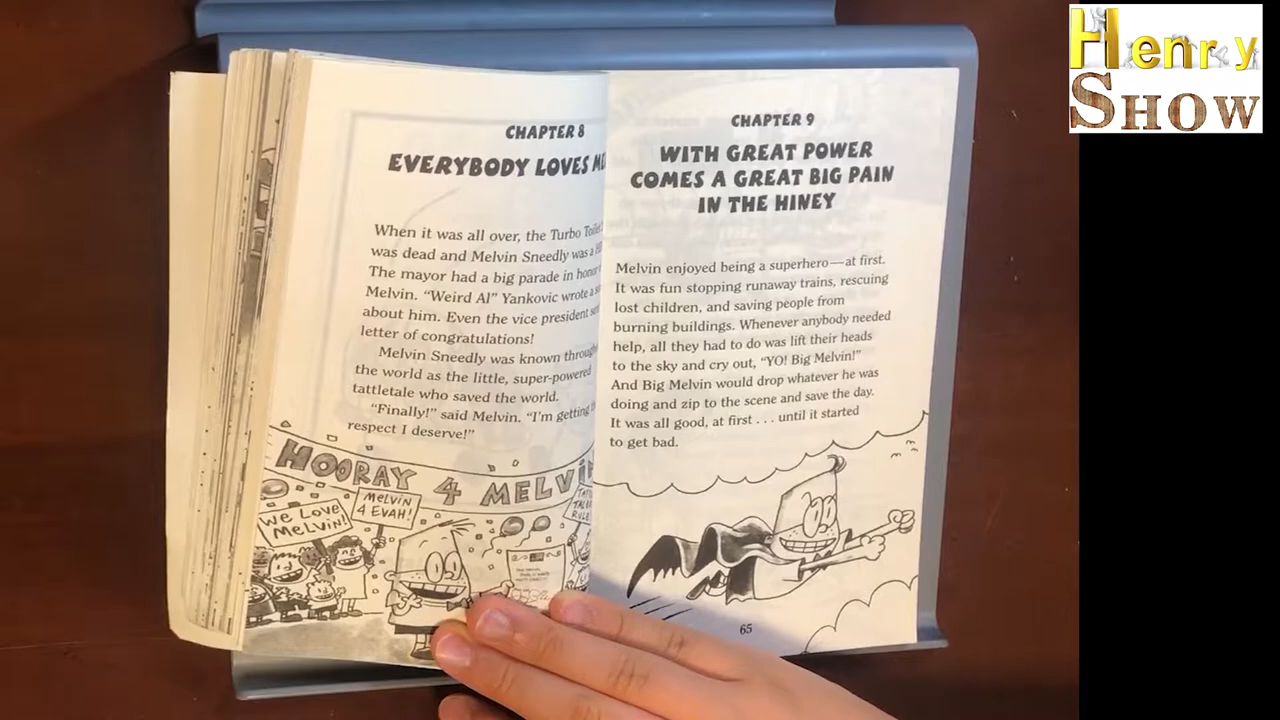 Henry
SHOW
CHAPTER 8
EVERYBODY LOVES
When it was all over, the Turbo Toilet
was dead and Melvin Sneedly was a
The mayor had a big parade in honor
Melvin. “Weird Al” Yankovic wrote a
about him. Even the vice president
letter of congratulations!
Melvin Sneedly was known
the world as the little, super-powered
tattletale who saved the world.
“Finally!” said Melvin. “I'm getting
respect I deserve!”
HOORAY 4 MELVIN
WE LOVE
MELVIN!
MELVIN
4 EVAH!
CHAPTER 9
WITH GREAT POWER
COMES A GREAT BIG PAIN
IN THE HINEY
Melvin enjoyed being a superhero—at first.
It was fun stopping runaway trains, rescuing
lost children, and saving people from
burning buildings. Whenever anybody needed
help, all they had to do was lift their heads
to the sky and cry out, “YO! Big Melvin!”
And Big Melvin would drop whatever he was
doing and zip to the scene and save the day.
It was all good, at first . . . until it started
to get bad.
65